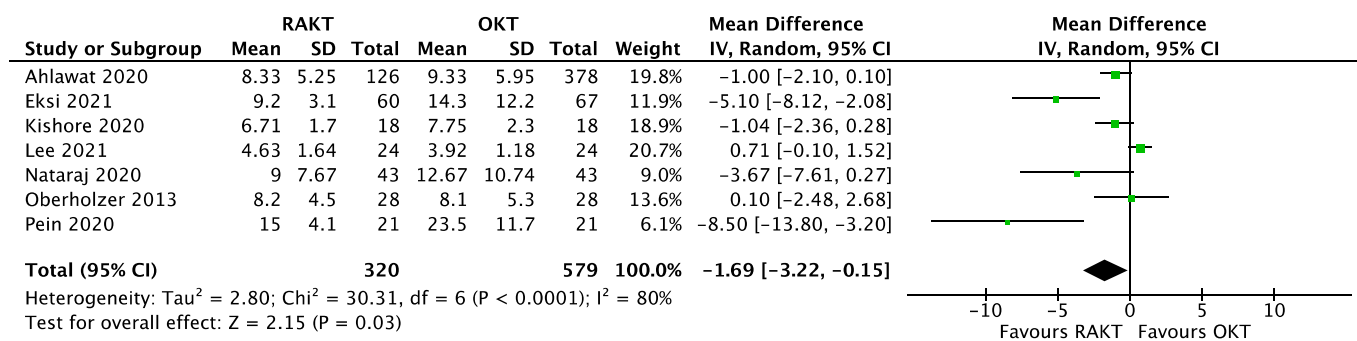 RAKT OKT Mean Difference Mean Difference
Study or Subgroup Mean SD Total Mean SD Total Weight IV, Random, 95% CI IV, Random, 95% CI
Ahlawat 2020 8.33 5.25 126 9.33 5.95 378 19.8% −1.00 [−2.10, 0.10]
Eksi 2021 9.2 3.1 60 14.3 12.2 67 11.9% −5.10 [−8.12, −2.08]
Kishore 2020 6.71 1.7 18 7.75 2.3 18 18.9% −1.04 [−2.36, 0.28]
Lee 2021 4.63 1.64 24 3.92 1.18 24 20.7% 0.71 [−0.10, 1.52]
Nataraj 2020 9 7.67 43 12.67 10.74 43 9.0% −3.67 [−7.61, 0.27]
Oberholzer 2013 8.2 4.5 28 8.1 5.3 28 13.6% 0.10 [−2.48, 2.68]
Pein 2020 15 4.1 21 23.5 11.7 21 6.1% −8.50 [−13.80, −3.20]
Total (95% CI) 320 579 100.0% −1.69 [−3.22, −0.15]
Heterogeneity: Tau² = 2.80; Chi² = 30.31, df = 6 (P < 0.0001); I² = 80%
Test for overall effect: Z = 2.15 (P = 0.03)
−10 −5 0 5 10
Favours RAKT Favours OKT